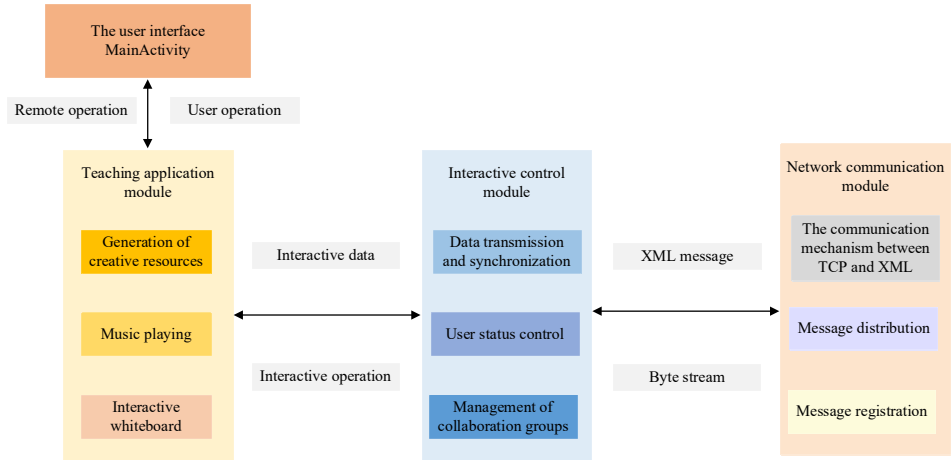 The user interface
MainActivity
Remote operation
User operation
Teaching application
module
Generation of
creative resources
Music playing
Interactive
whiteboard
Interactive data
Interactive operation
Interactive control
module
Data transmission
and synchronization
User status control
Management of
collaboration groups
XML message
Byte stream
Network communication
module
The communication
mechanism between
TCP and XML
Message distribution
Message registration